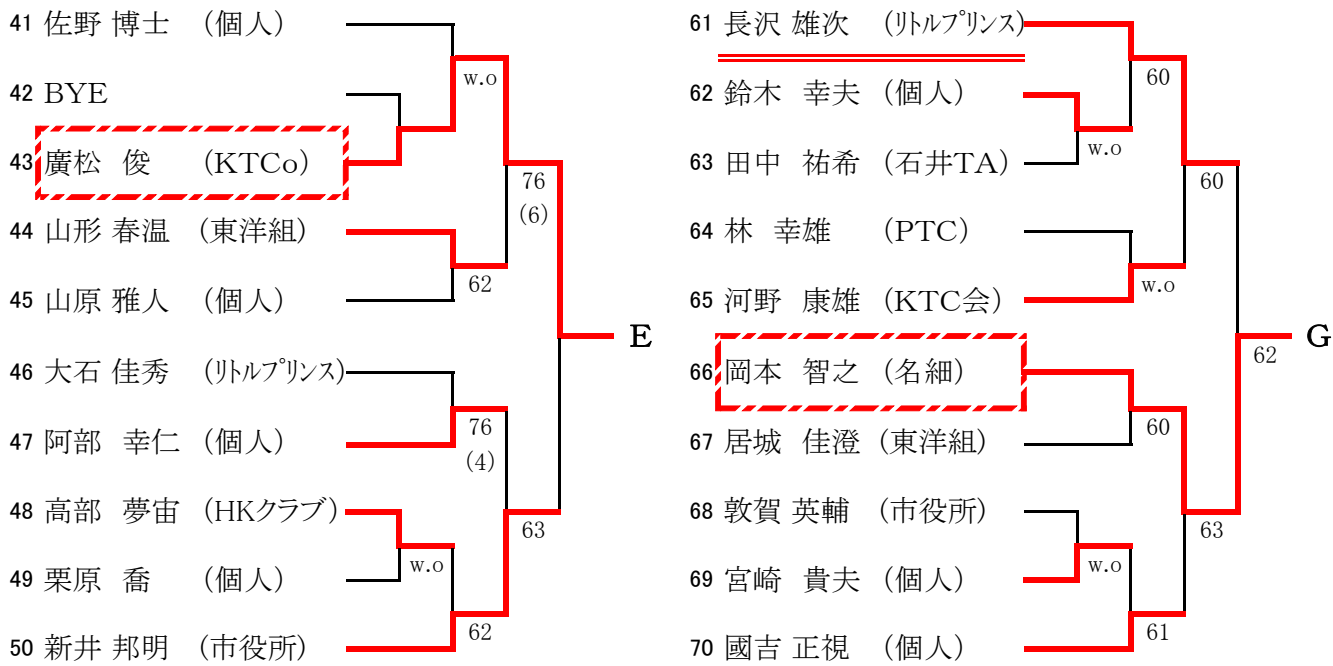 41 佐野 博士 (個人)
w.o
42 BYE
43 廣松 俊 (KTCo)
76
(6)
44 山形 春温 (東洋組)
62
45 山原 雅人 (個人)
E
46 大石 佳秀 (リトルプリンス)
76
(4)
47 阿部 幸仁 (個人)
48 高部 夢宙 (HKクラブ)
63
w.o
49 栗原 喬 (個人)
62
50 新井 邦明 (市役所)
61 長沢 雄次 (リトルプリンス)
60
62 鈴木 幸夫 (個人)
w.o
63 田中 祐希 (石井TA)
60
64 林 幸雄 (PTC)
w.o
65 河野 康雄 (KTC会)
G
62
66 岡本 智之 (名細)
60
67 居城 佳澄 (東洋組)
68 敦賀 英輔 (市役所)
63
w.o
69 宮崎 貴夫 (個人)
61
70 國吉 正視 (個人)